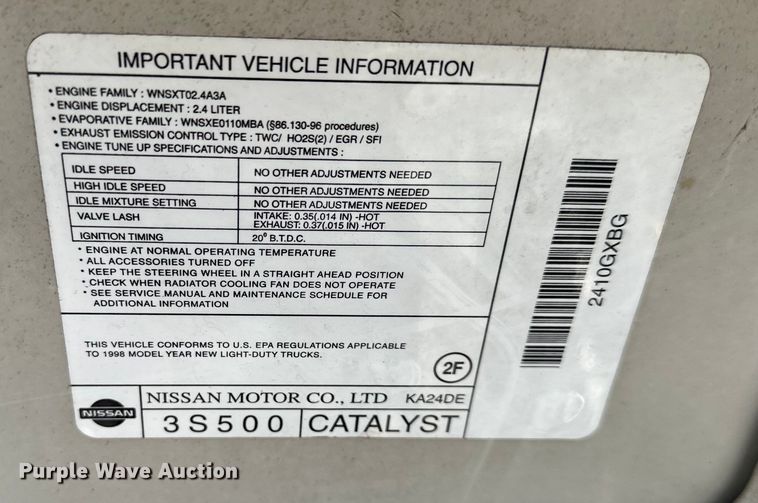 IMPORTANT VEHICLE INFORMATION
• ENGINE FAMILY : WNSXT02.4A3A
• ENGINE DISPLACEMENT : 2.4 LITER
• EVAPORATIVE FAMILY : WNSXE0110MBA (§86.130-96 procedures)
• EXHAUST EMISSION CONTROL TYPE : TWC/ HO2S(2) / EGR / SFI
• ENGINE TUNE UP SPECIFICATIONS AND ADJUSTMENTS :
IDLE SPEED NO OTHER ADJUSTMENTS NEEDED
HIGH IDLE SPEED NO OTHER ADJUSTMENTS NEEDED
IDLE MIXTURE SETTING NO OTHER ADJUSTMENTS NEEDED
VALVE LASH INTAKE: 0.35(.014 IN) -HOT
EXHAUST: 0.37(.015 IN) -HOT
IGNITION TIMING 20° B.T.D.C.
• ENGINE AT NORMAL OPERATING TEMPERATURE
• ALL ACCESSORIES TURNED OFF
• KEEP THE STEERING WHEEL IN A STRAIGHT AHEAD POSITION
• CHECK WHEN RADIATOR COOLING FAN DOES NOT OPERATE
• SEE SERVICE MANUAL AND MAINTENANCE SCHEDULE FOR
ADDITIONAL INFORMATION
THIS VEHICLE CONFORMS TO U.S. EPA REGULATIONS APPLICABLE
TO 1998 MODEL YEAR NEW LIGHT-DUTY TRUCKS.
2F
NISSAN
NISSAN MOTOR CO., LTD KA24DE
3S500 CATALYST
2410GXBG
Purple Wave Auction